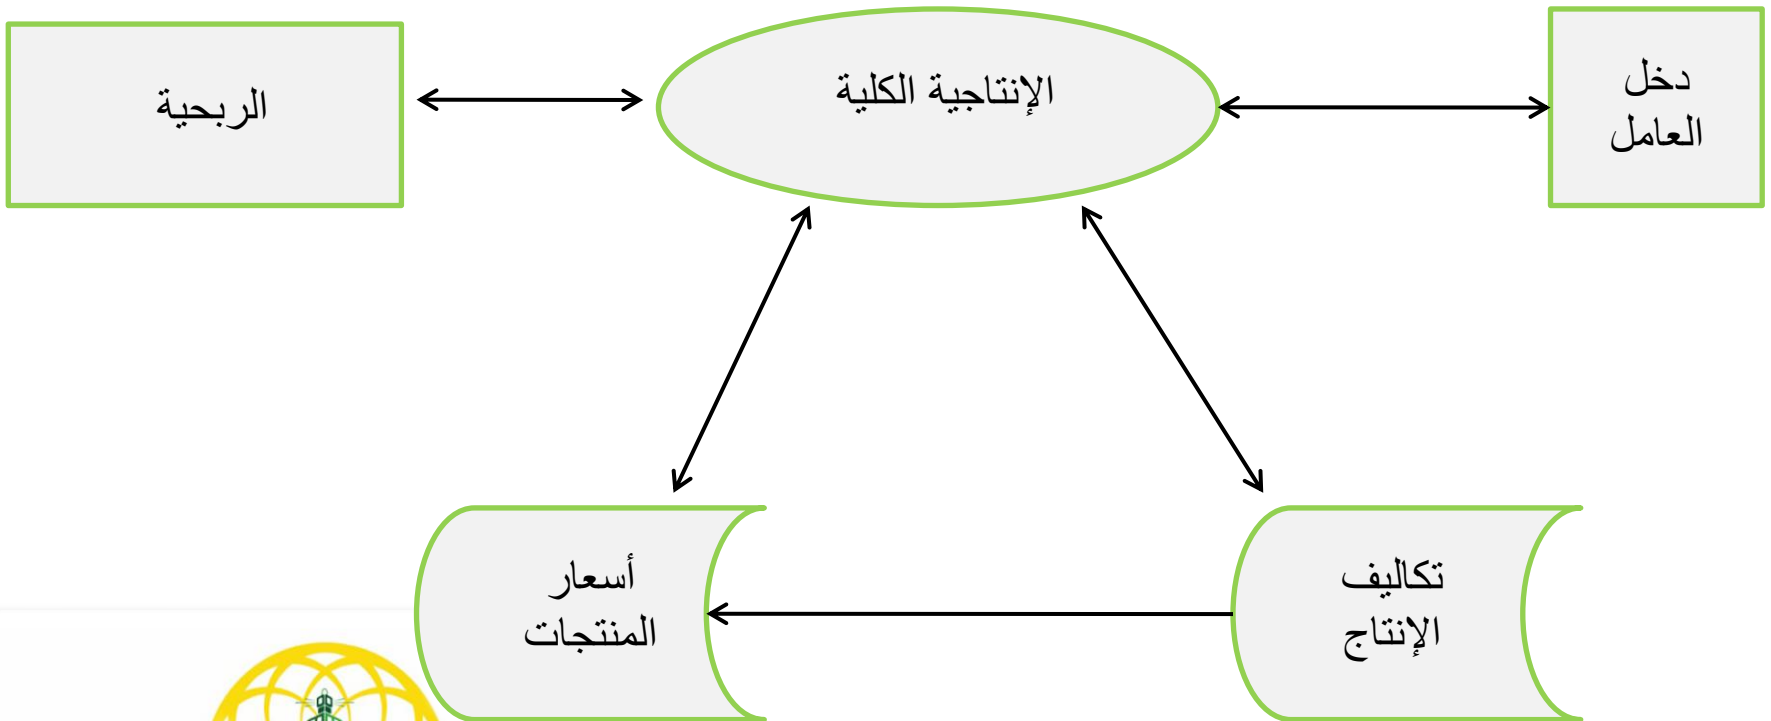 دخل
العامل
الإنتاجية الكلية
الربحية
تكاليف
الإنتاج
أسعار
المنتجات